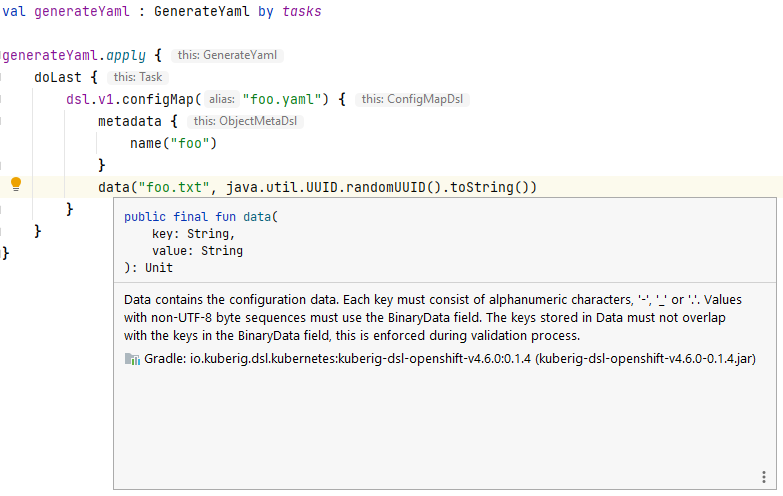 val generateYaml : GenerateYaml by tasks
generateYaml.apply { this: GenerateYaml
doLast { this: Task
dsl.v1.configMap( alias: "foo.yaml") { this: ConfigMapDsl
metadata { this: ObjectMetaDsl
name("foo")
}
data("foo.txt", java.util.UUID.randomUUID().toString())
}
}
}
public final fun data(
key: String,
value: String
): Unit
Data contains the configuration data. Each key must consist of alphanumeric characters, '-', '_' or '.'. Values
with non-UTF-8 byte sequences must use the BinaryData field. The keys stored in Data must not overlap
with the keys in the BinaryData field, this is enforced during validation process.
Gradle: io.kuberig.dsl.kubernetes:kuberig-dsl-openshift-v4.6.0:0.1.4 (kuberig-dsl-openshift-v4.6.0-0.1.4.jar)